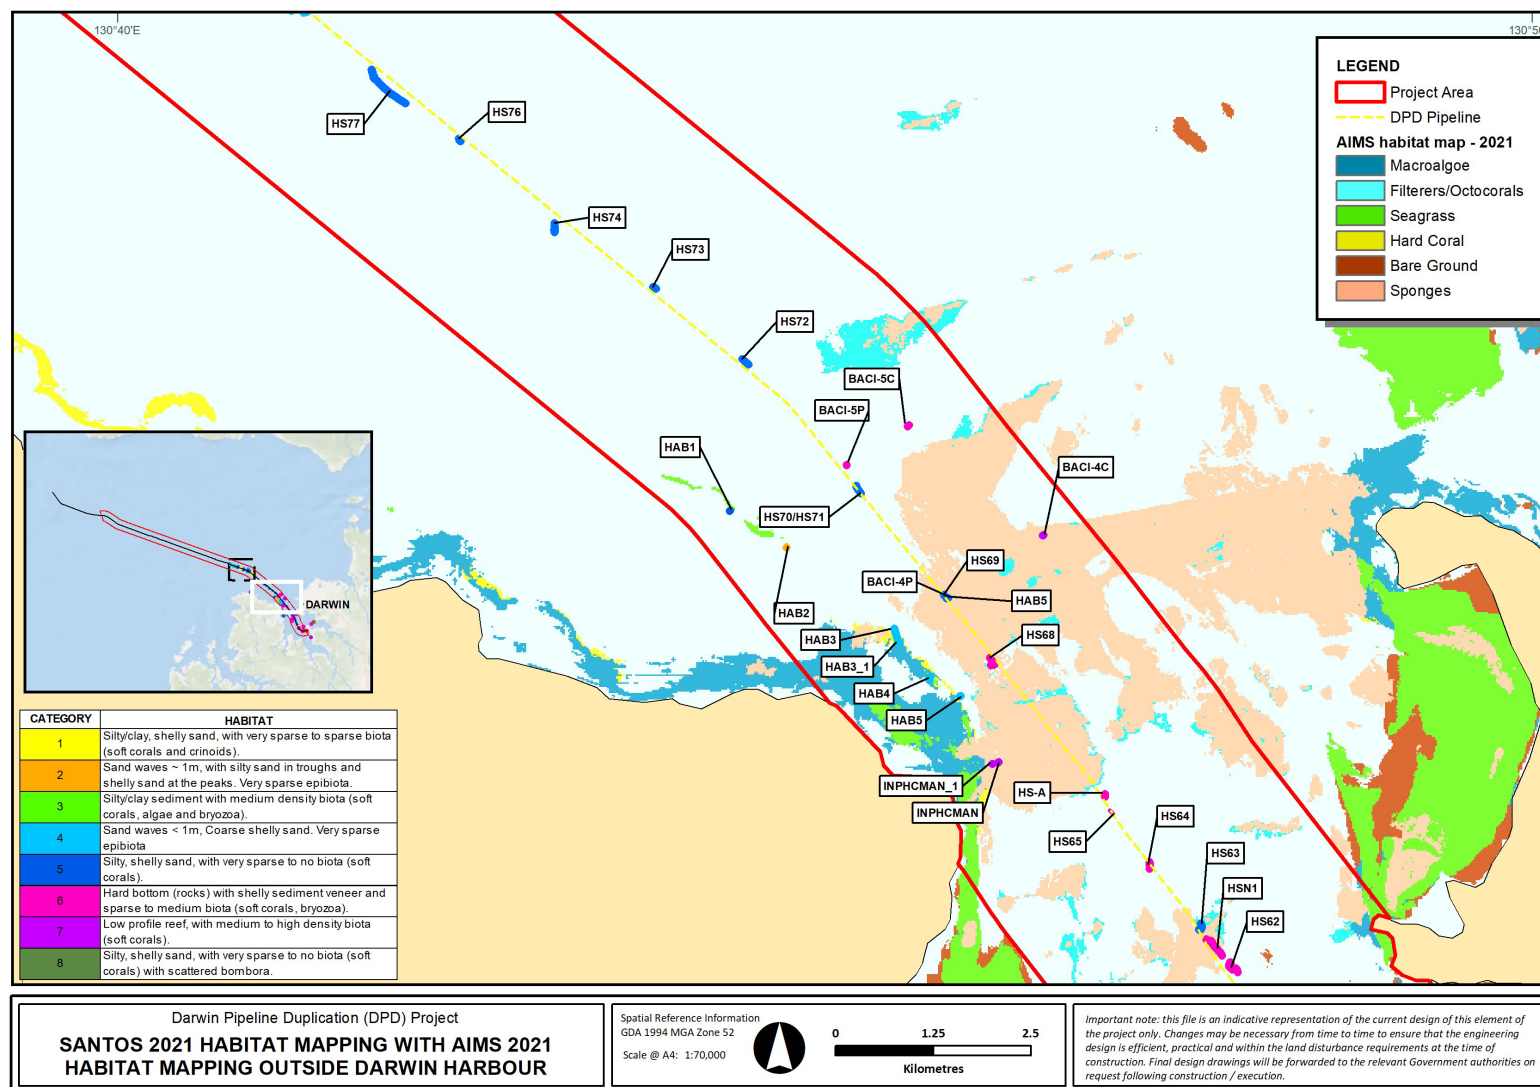 130°40'E
130°50
LEGEND
Project Area
DPD Pipeline
AIMS habitat map - 2021
Macroalgoe
Filterers/Octocorals
Seagrass
Hard Coral
Bare Ground
Sponges
HS77
HS76
HS74
HS73
HS72
BACI-5C
BACI-5P
HAB1
BACI-4C
HS70/HS71
HS69
BACI-4P
HAB5
HAB2
HAB3
HS68
HAB3_1
HAB4
HAB5
INPHCMAN_1
HS-A
INPHCMAN
HS64
HS65
HS63
HSN1
HS62
DARWIN
CATEGORY HABITAT
1 Silty/clay, shelly sand, with very sparse to sparse biota
(soft corals and crinoids).
2 Sand waves ~ 1m, with silty sand in troughs and
shelly sand at the peaks. Very sparse epibiota.
3 Silty/clay sediment with medium density biota (soft
corals, algae and bryozoa).
4 Sand waves < 1m, Coarse shelly sand. Very sparse
epibiota
5 Silty, shelly sand, with very sparse to no biota (soft
corals).
6 Hard bottom (rocks) with shelly sediment veneer and
sparse to medium biota (soft corals, bryozoa).
7 Low profile reef, with medium to high density biota
(soft corals).
8 Silty, shelly sand, with very sparse to no biota (soft
corals) with scattered bombora.
Darwin Pipeline Duplication (DPD) Project
SANTOS 2021 HABITAT MAPPING WITH AIMS 2021
HABITAT MAPPING OUTSIDE DARWIN HARBOUR
Spatial Reference Information
GDA 1994 MGA Zone 52
Scale @ A4: 1:70,000
0 1.25 2.5
Kilometres
Important note: this file is an indicative representation of the current design of this element of
the project only. Changes may be necessary from time to time to ensure that the engineering
design is efficient, practical and within the land disturbance requirements at the time of
construction. Final design drawings will be forwarded to the relevant Government authorities on
request following construction / execution.